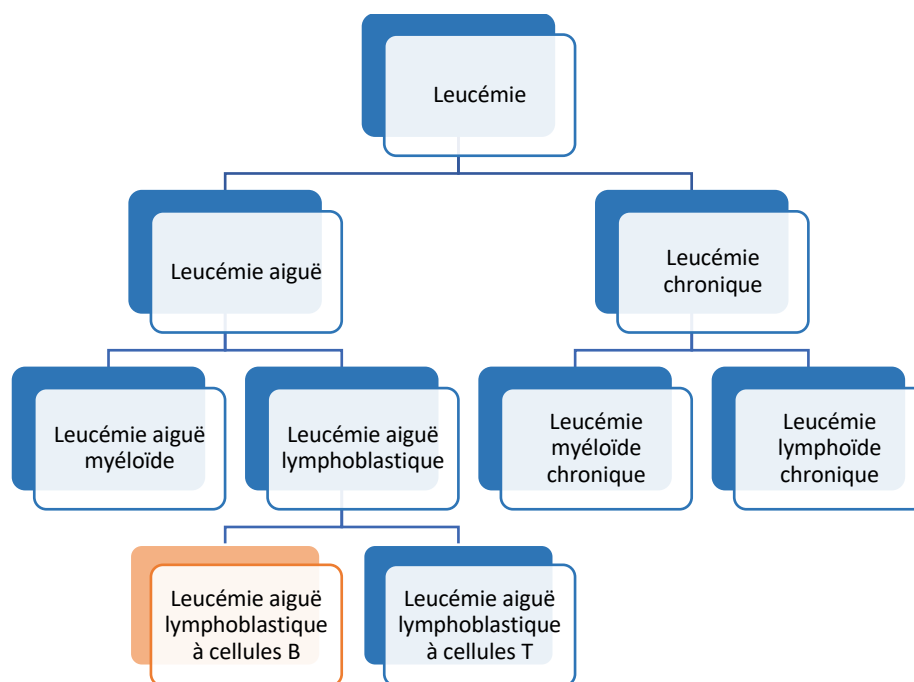 Leucémie
Leucémie aiguë
Leucémie
chronique
Leucémie aiguë
myéloïde
Leucémie aiguë
lymphoblastique
Leucémie
myéloïde
chronique
Leucémie
lymphoïde
chronique
Leucémie aiguë
lymphoblastique
à cellules B
Leucémie aiguë
lymphoblastique
à cellules T